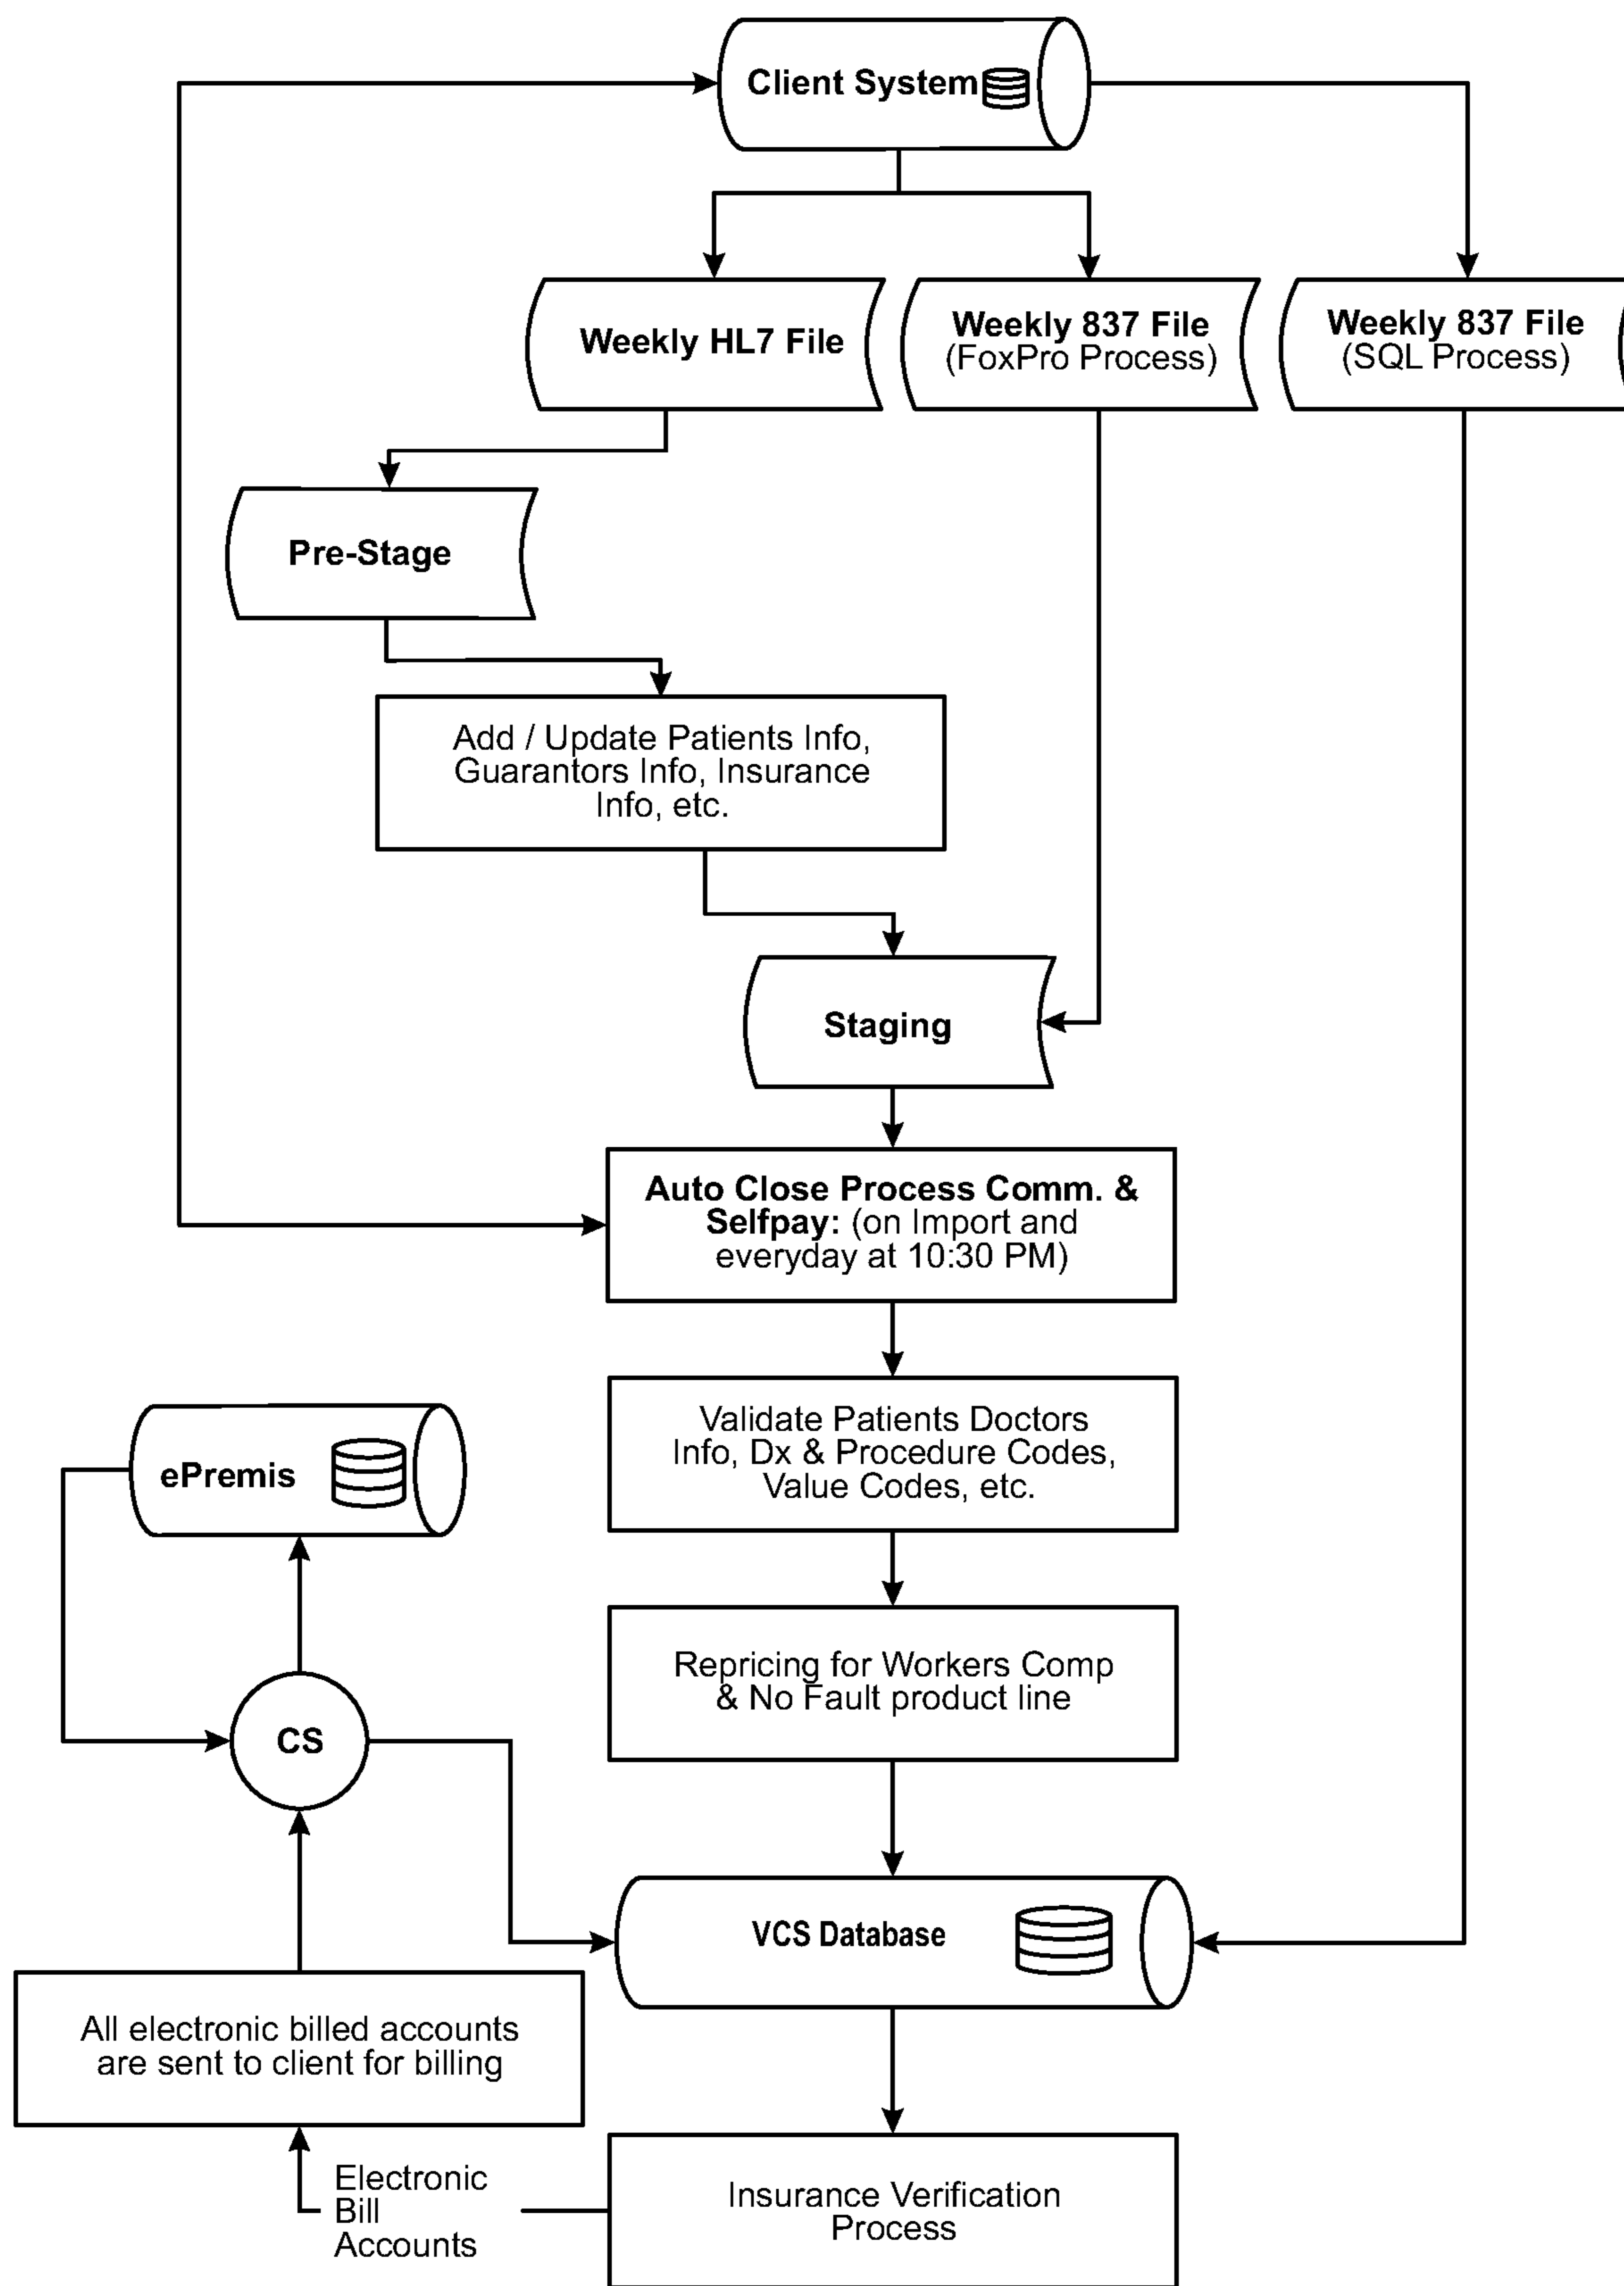 Client System
Weekly HL7 File
Weekly 837 File
(FoxPro Process)
Weekly 837 File
(SQL Process)
Pre-Stage
Add / Update Patients Info,
Guarantors Info, Insurance
Info, etc.
Staging
Auto Close Process Comm. &
Selfpay: (on Import and
everyday at 10:30 PM)
Validate Patients Doctors
Info, Dx & Procedure Codes,
Value Codes, etc.
ePremis
Repricing for Workers Comp
& No Fault product line
CS
VCS Database
All electronic billed accounts
are sent to client for billing
Electronic
Bill
Accounts
Insurance Verification
Process